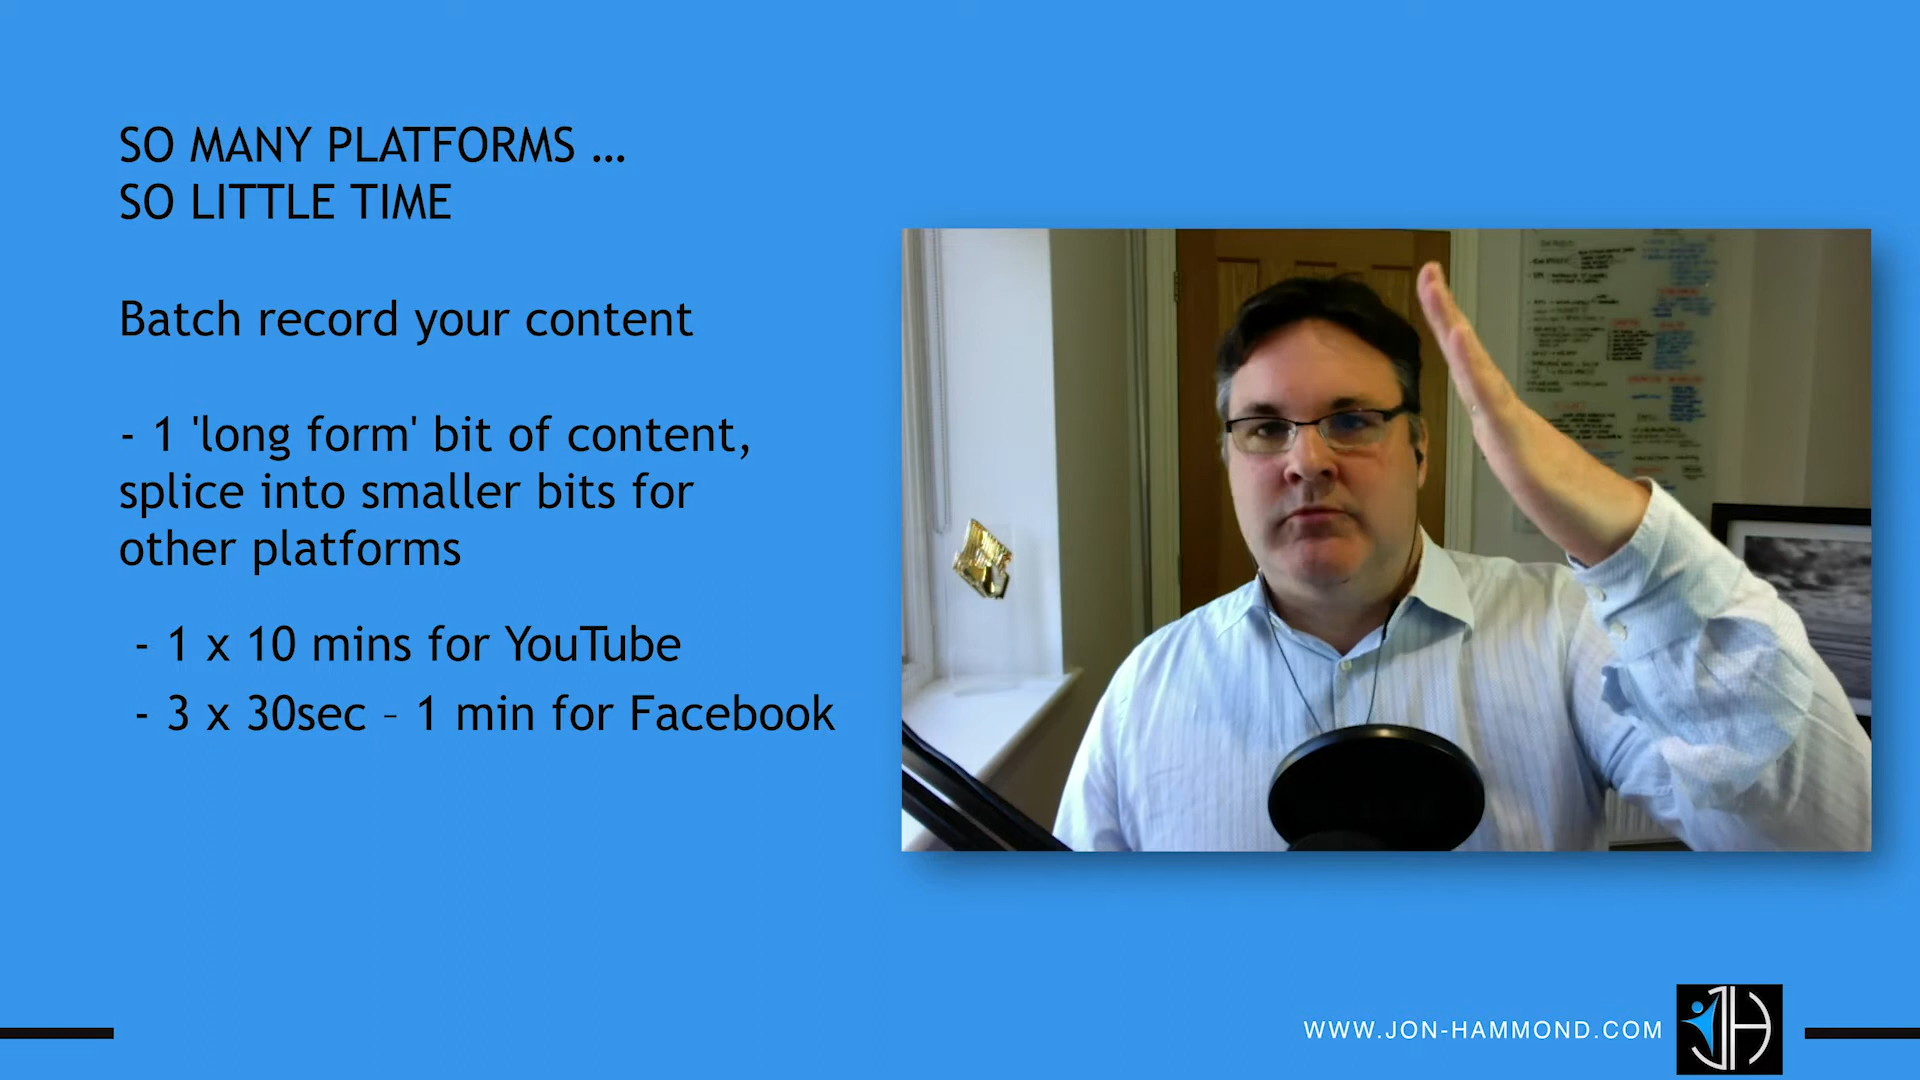 SO MANY PLATFORMS ...
SO LITTLE TIME
Batch record your content
- 1 'long form' bit of content,
splice into smaller bits for
other platforms
- 1 x 10 mins for YouTube
- 3 x 30sec – 1 min for Facebook
WWW.JON-HAMMOND.COM
JH